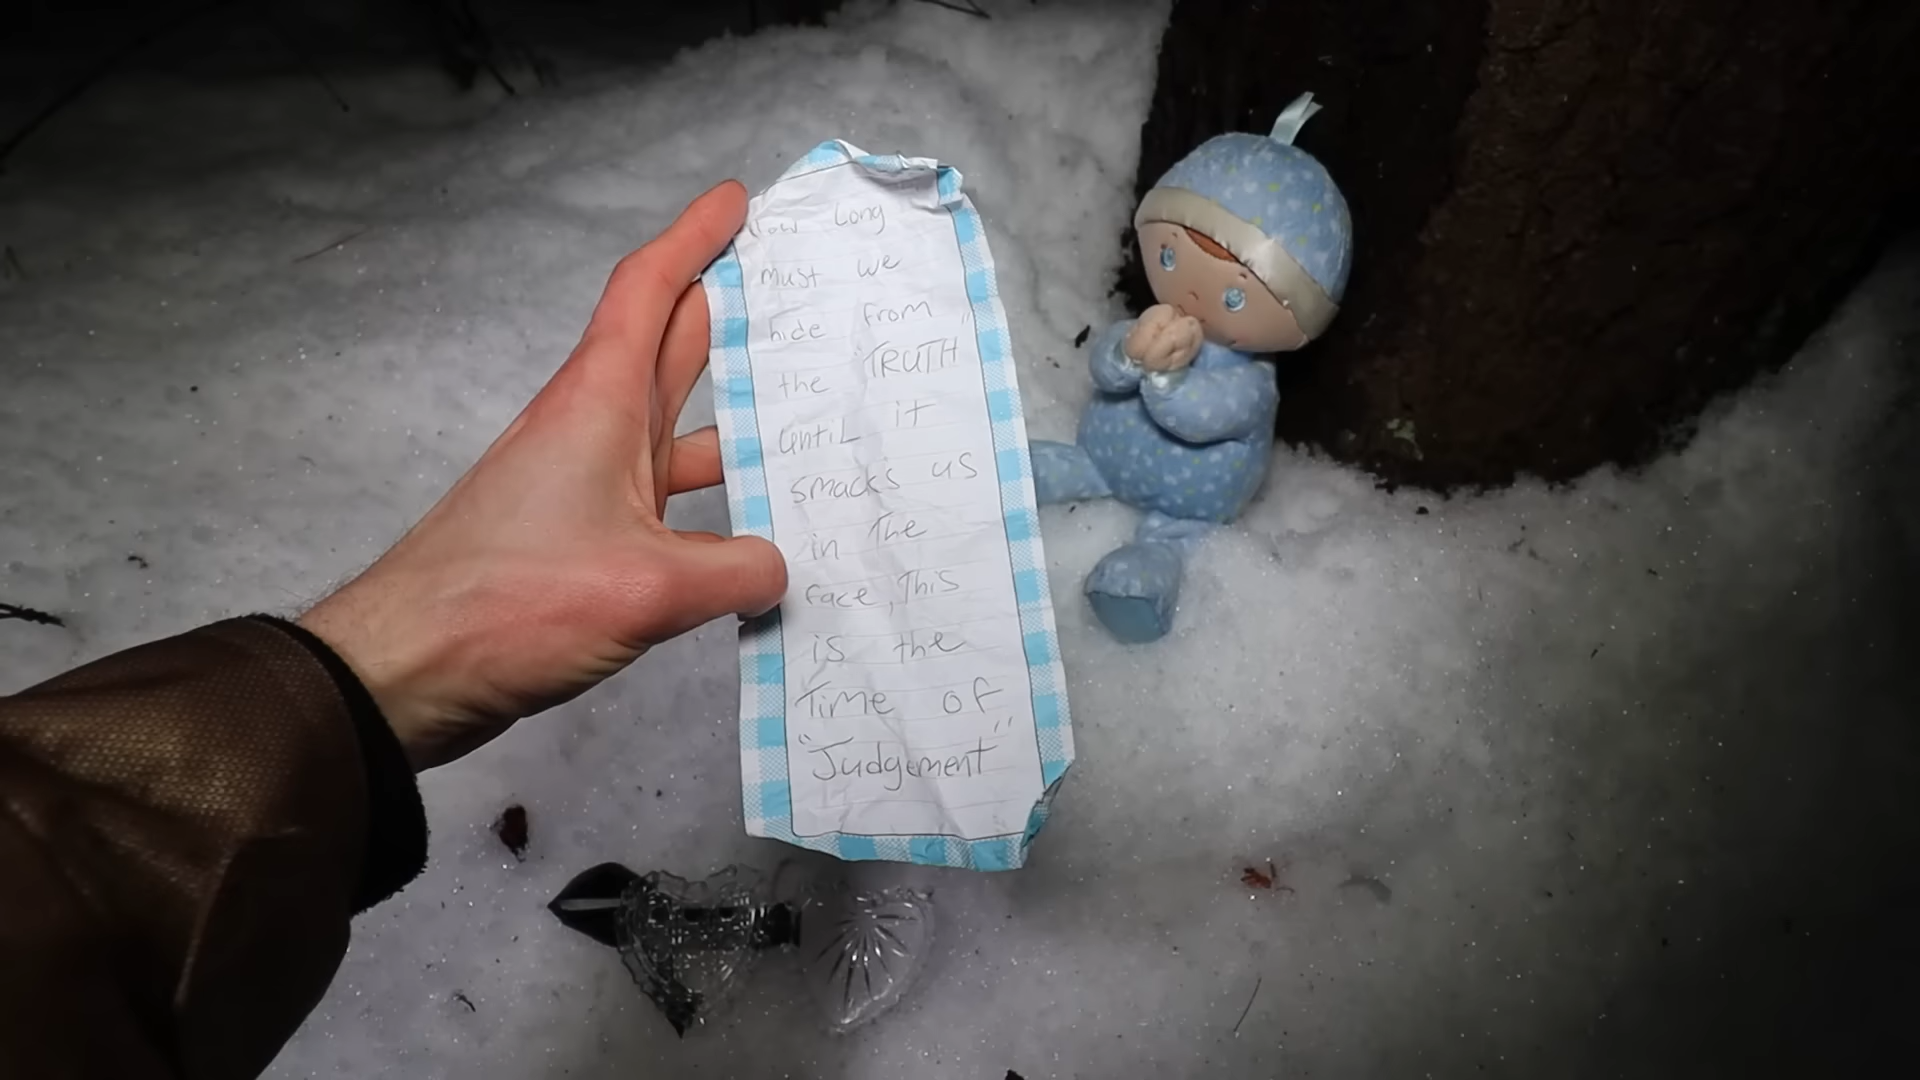 How Long
must we
hide from
the "TRUTH
until it
smacks us
in The
face, This
is the
Time of
"Judgement"